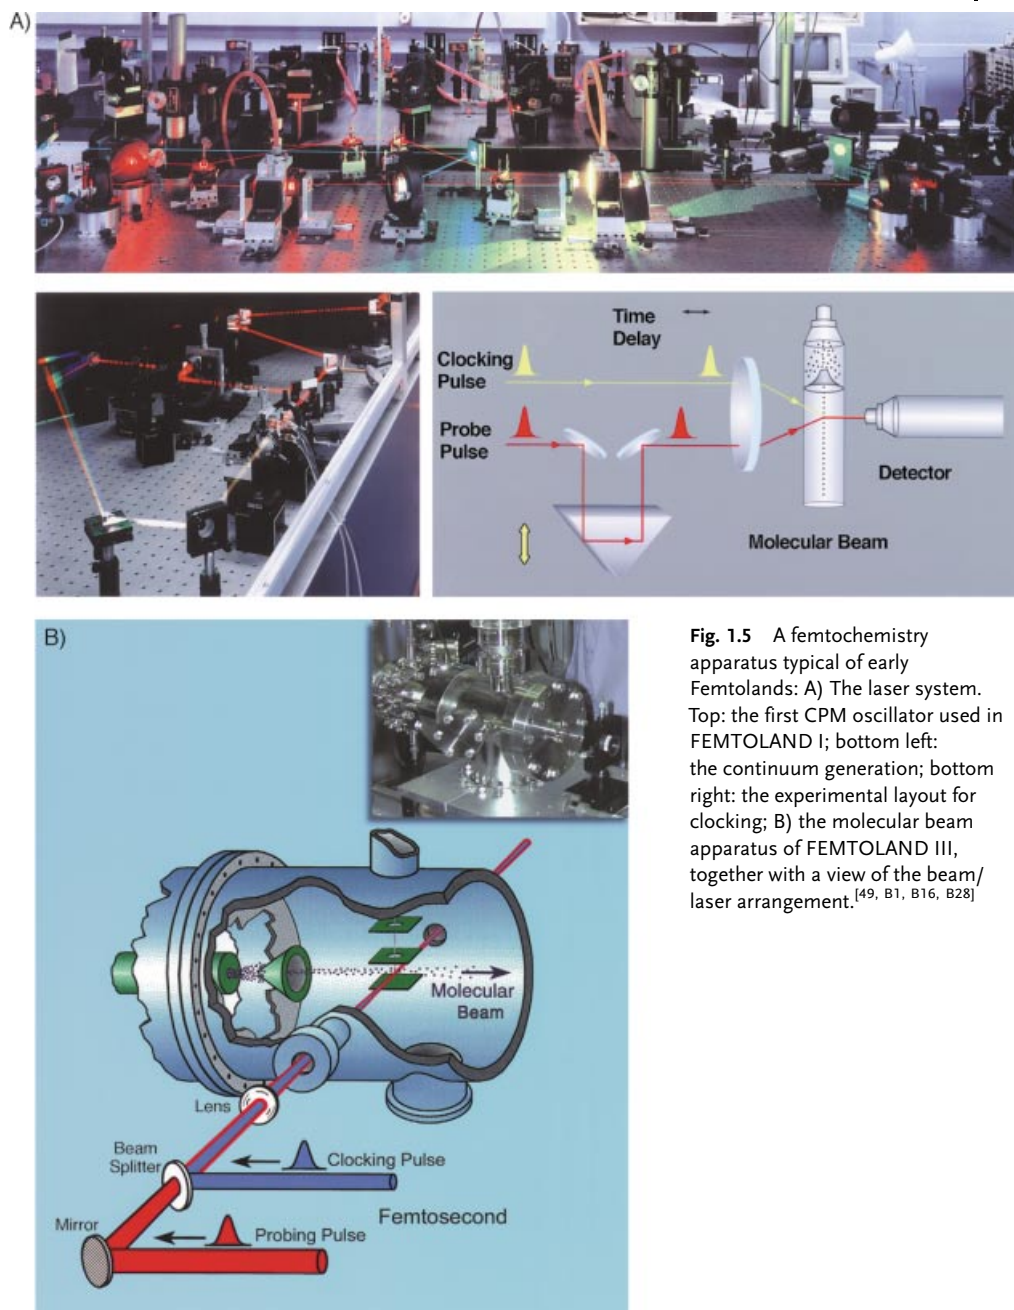 A)
Time
Delay
Clocking
Pulse
Probe
Pulse
Detector
Molecular Beam
B)
Fig. 1.5 A femtochemistry
apparatus typical of early
Femtolands: A) The laser system.
Top: the first CPM oscillator used in
FEMTOLAND I; bottom left:
the continuum generation; bottom
right: the experimental layout for
clocking; B) the molecular beam
apparatus of FEMTOLAND III,
together with a view of the beam/
laser arrangement.[49, B1, B16, B28]
Molecular
Beam
Lens
Beam
Splitter
Clocking Pulse
Femtosecond
Mirror
Probing Pulse